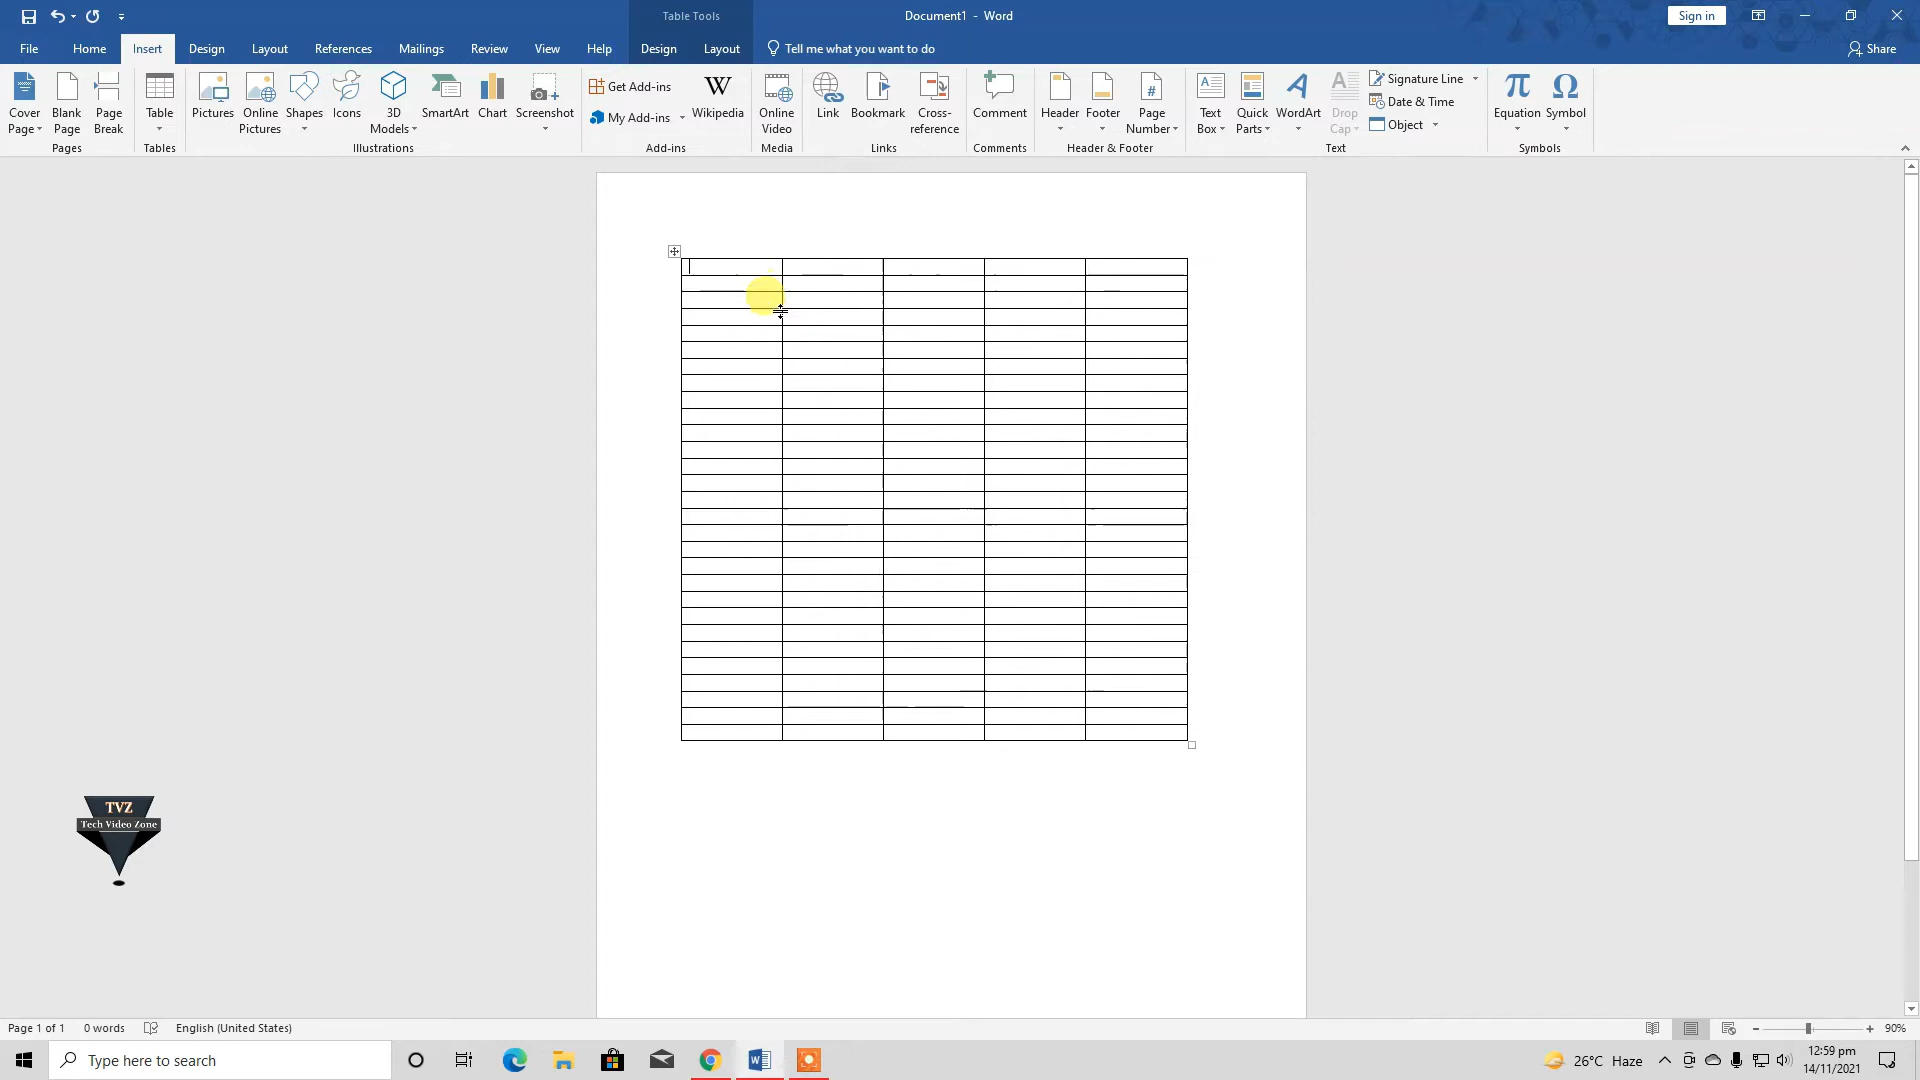 Table Tools
Document1 - Word
Sign in
File Home Insert Design Layout References Mailings Review View Help Design Layout Tell me what you want to do Share
Cover Page
Blank Page
Page Break
Pages
Table
Tables
Pictures
Online Pictures
Shapes
Icons
3D Models
SmartArt
Chart
Screenshot
Illustrations
Get Add-ins
My Add-ins
W
Wikipedia
Add-ins
Online Video
Media
Link
Bookmark
Cross-reference
Links
Comment
Comments
Header
Footer
#
Page Number
Header & Footer
A
Text Box
Quick Parts
A
WordArt
A
Drop Cap
Signature Line
Date & Time
Object
Text
π
Equation
Ω
Symbol
Symbols
TVZ
Tech Video Zone
Page 1 of 1 0 words English (United States) 90%
Type here to search
26°C Haze
12:59 pm
14/11/2021